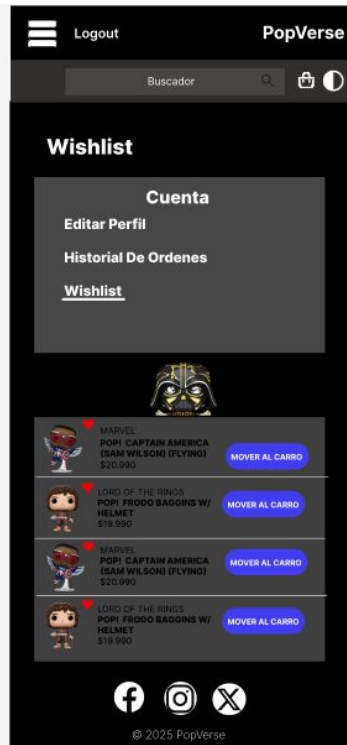 Logout
PopVerse
Buscador
Wishlist
Cuenta
Editar Perfil
Historial De Ordenes
Wishlist
MARVEL
POP! CAPTAIN AMERICA
(SAM WILSON) (FLYING)
$20.990
MOVER AL CARRO
LORD OF THE RINGS
POP! FRODO BAGGINS W/
HELMET
$19.990
MOVER AL CARRO
MARVEL
POP! CAPTAIN AMERICA
(SAM WILSON) (FLYING)
$20.990
MOVER AL CARRO
LORD OF THE RINGS
POP! FRODO BAGGINS W/
HELMET
$19.990
MOVER AL CARRO
© 2025 PopVerse